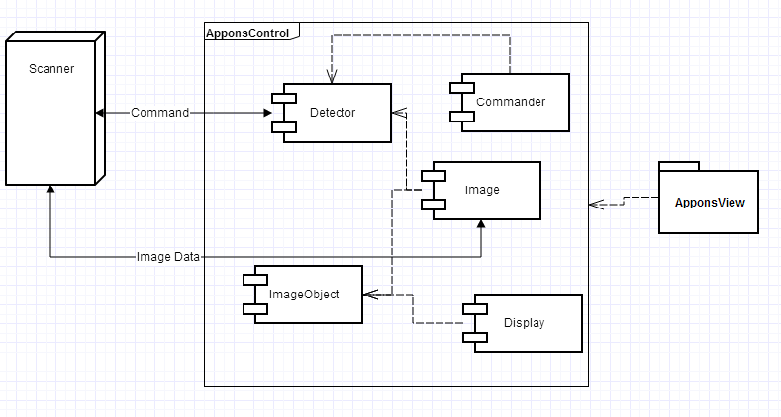 ApponsControl
Scanner
Commander
Command
Detector
Image
ApponsView
Image Data
ImageObject
Display